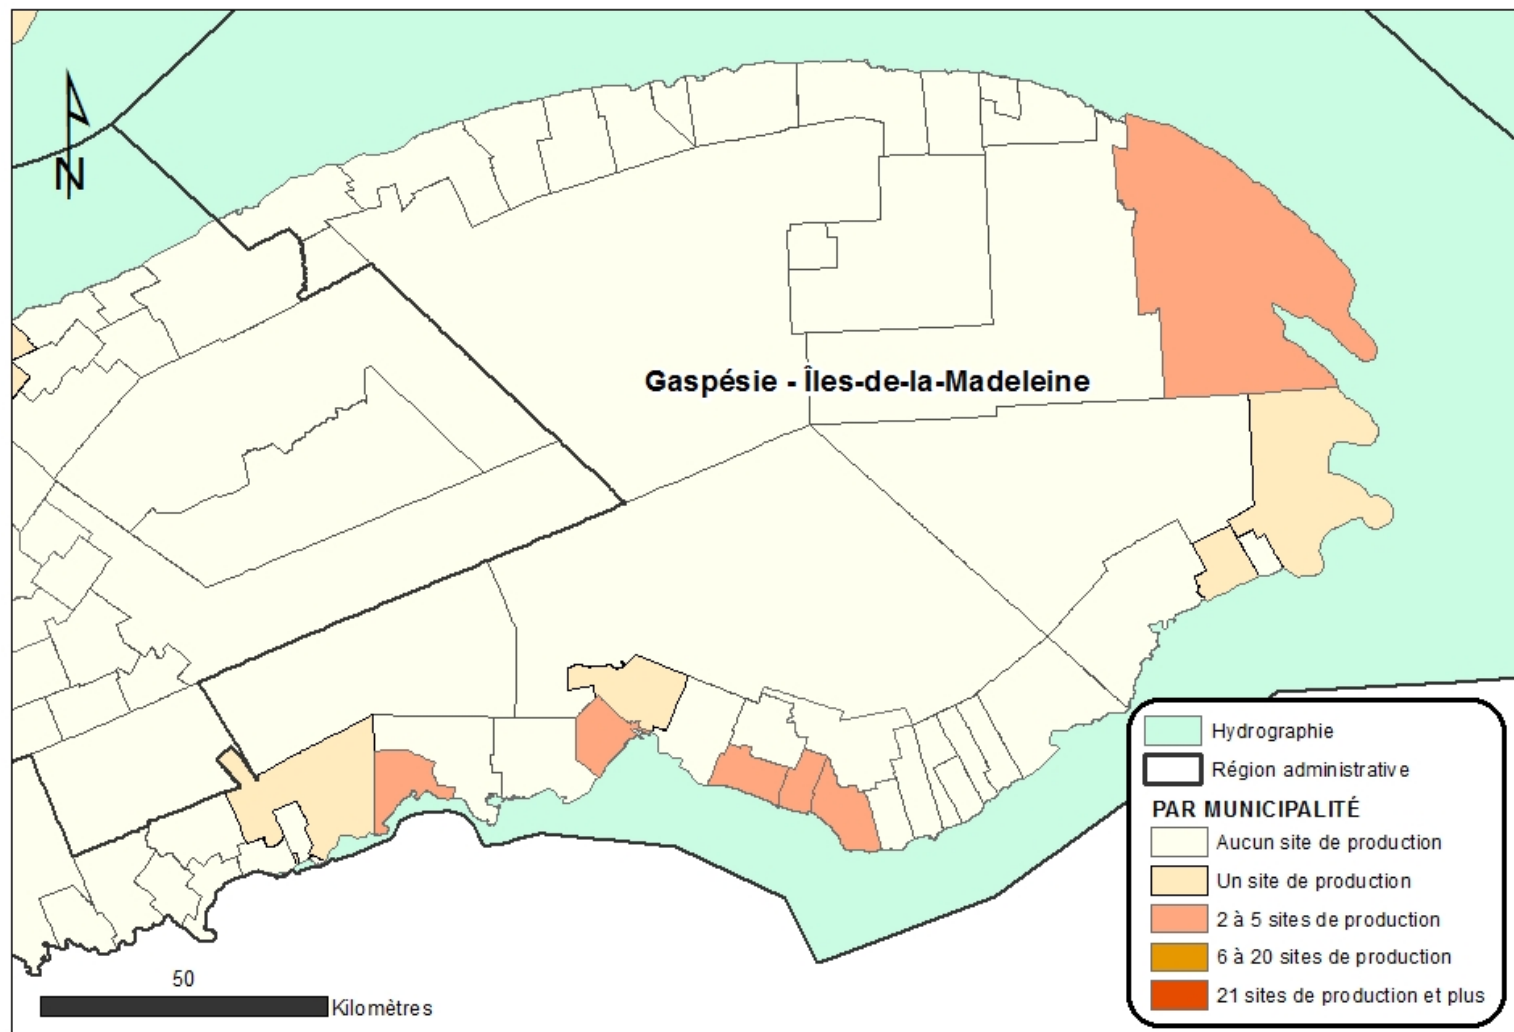 N
Gaspésie - Îles-de-la-Madeleine
Hydrographie
Région administrative
PAR MUNICIPALITÉ
Aucun site de production
Un site de production
2 à 5 sites de production
6 à 20 sites de production
21 sites de production et plus
50
Kilomètres